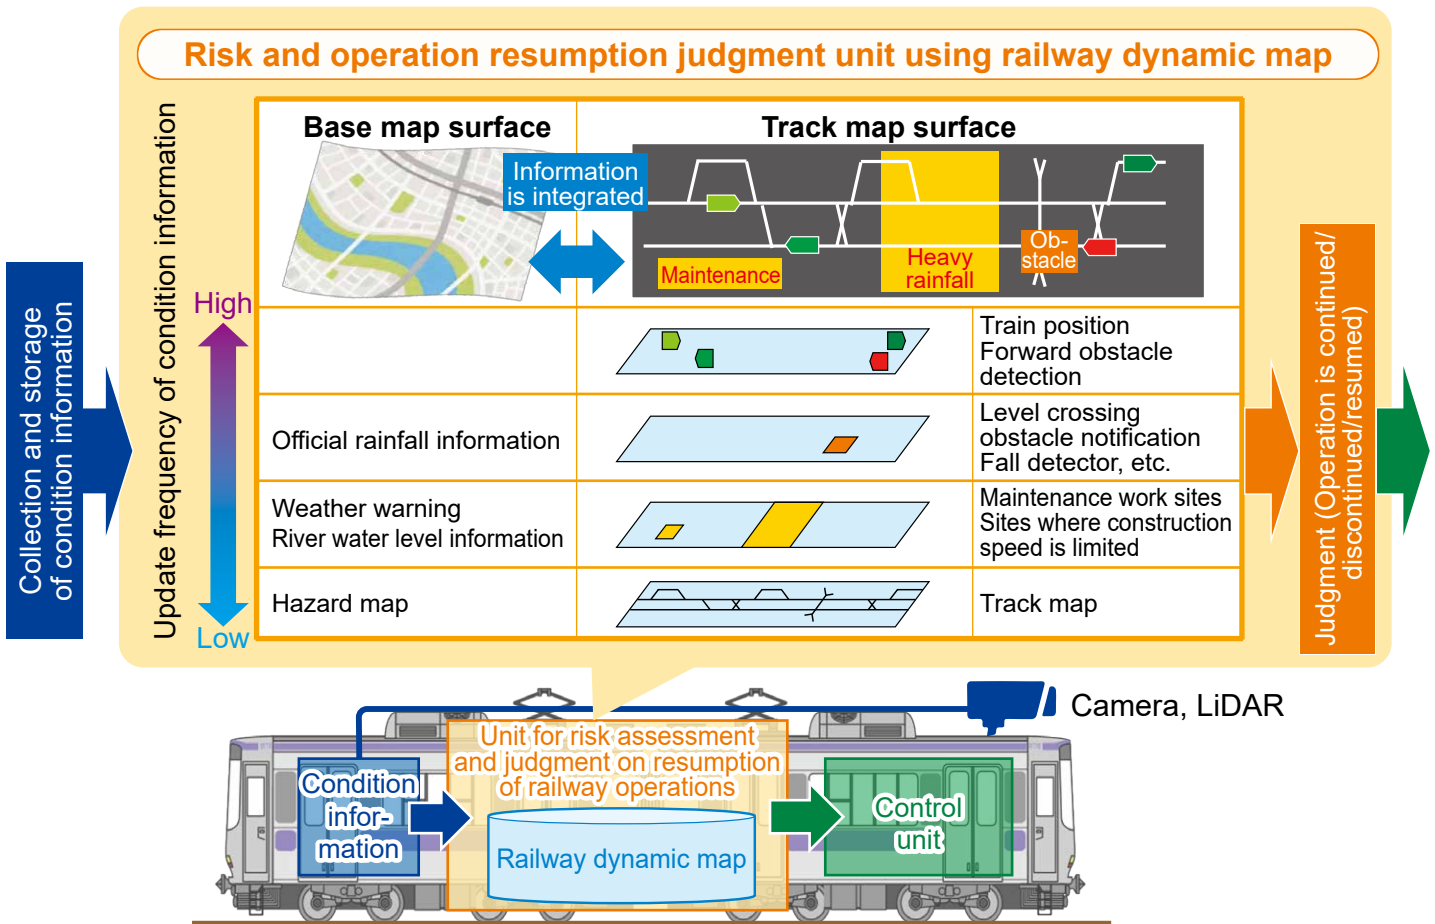 Risk and operation resumption judgment unit using railway dynamic map
Collection and storage
of condition information
Update frequency of condition information
High
Low
Base map surface
Track map surface
Information
is integrated
Maintenance
Heavy
rainfall
Ob-
stacle
Train position
Forward obstacle
detection
Official rainfall information
Level crossing
obstacle notification
Fall detector, etc.
Weather warning
River water level information
Maintenance work sites
Sites where construction
speed is limited
Hazard map
Track map
Judgment (Operation is continued/
discontinued/resumed)
Camera, LiDAR
Condition
infor-
mation
Unit for risk assessment
and judgment on resumption
of railway operations
Railway dynamic map
Control
unit